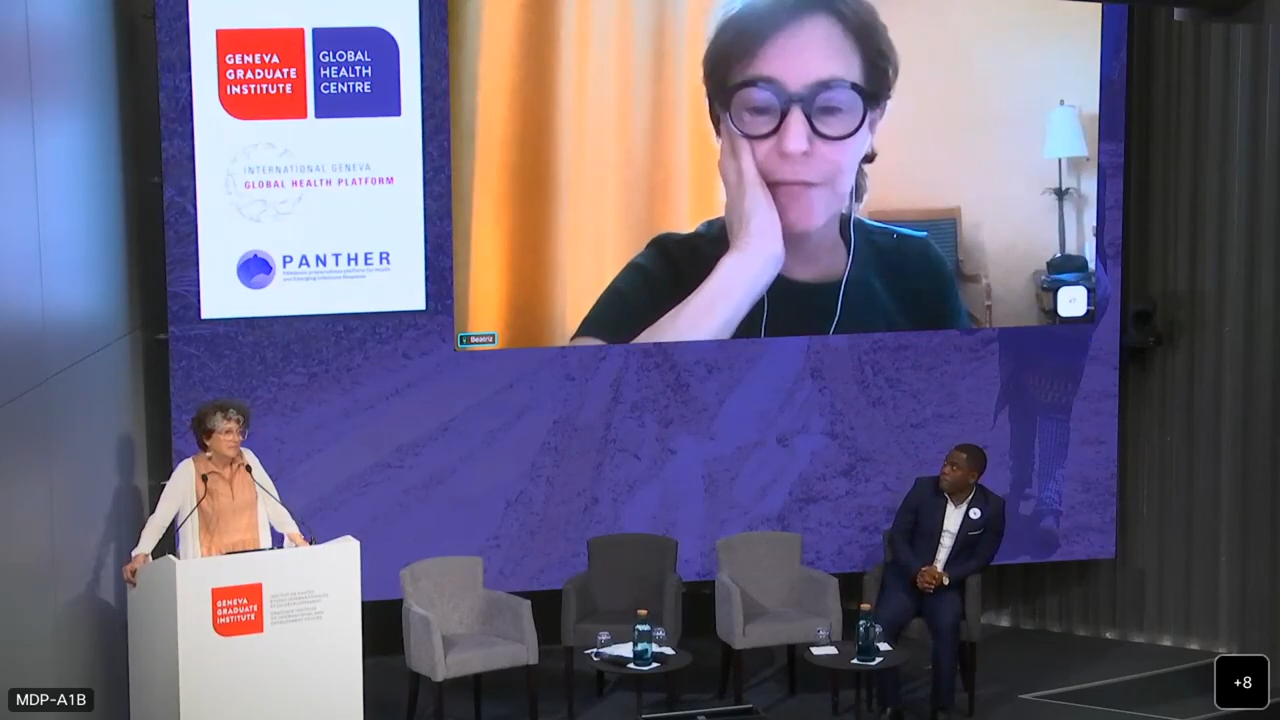 GENEVA
GRADUATE
INSTITUTE
GLOBAL
HEALTH
CENTRE
INTERNATIONAL GENEVA
GLOBAL HEALTH PLATFORM
PANTHER
Beatriz
GENEVA
GRADUATE
INSTITUTE
MDP-A1B
+8